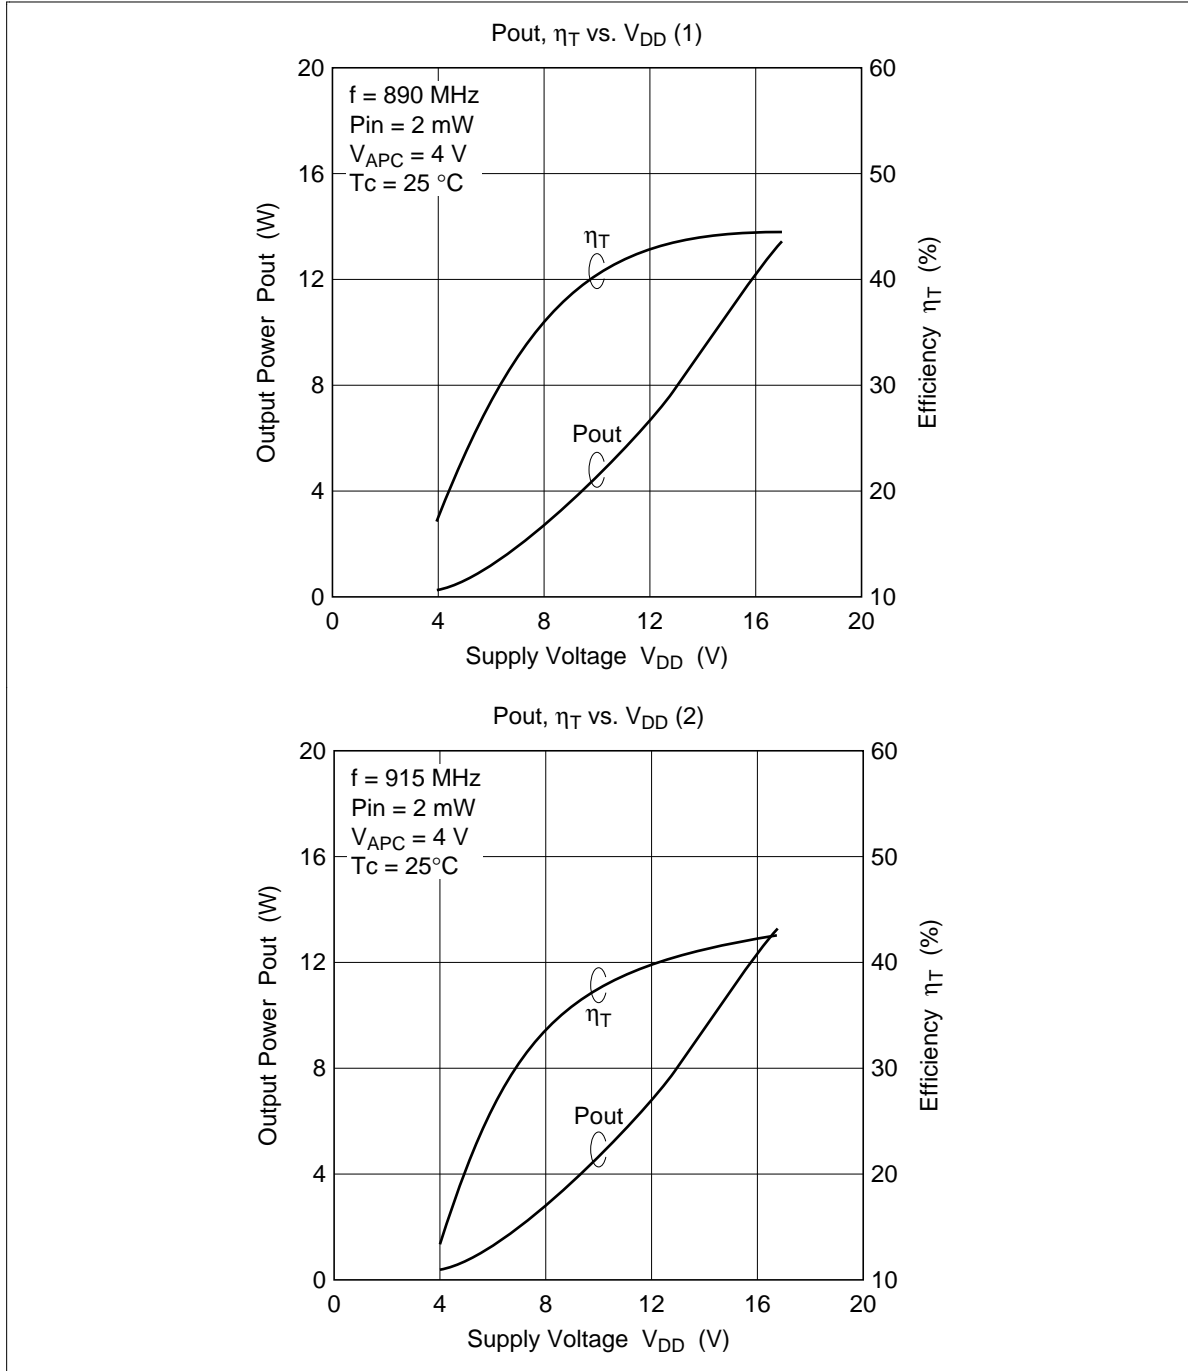 Pout, ηT vs. VDD (1)
20
60
f = 890 MHz
Pin = 2 mW
VAPC = 4 V
Tc = 25 °C
16
50
ηT
12
40
Output Power Pout (W)
Efficiency ηT (%)
8
30
Pout
4
20
0
10
0 4 8 12 16 20
Supply Voltage VDD (V)
Pout, ηT vs. VDD (2)
20
60
f = 915 MHz
Pin = 2 mW
VAPC = 4 V
Tc = 25°C
16
50
12
40
ηT
Output Power Pout (W)
Efficiency ηT (%)
8
30
Pout
4
20
0
10
0 4 8 12 16 20
Supply Voltage VDD (V)